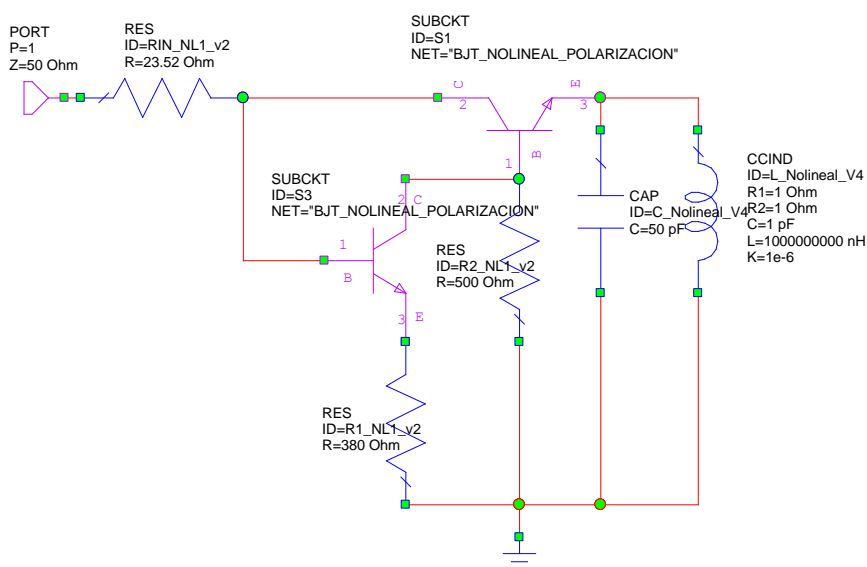 PORT
P=1
Z=50 Ohm
RES
ID=RIN_NL1_v2
R=23.52 Ohm
SUBCKT
ID=S1
NET="BJT_NOLINEAL_POLARIZACION"
C
2
E
3
1
B
SUBCKT
ID=S3
NET="BJT_NOLINEAL_POLARIZACION"
2
C
1
B
3
E
RES
ID=R2_NL1_v2
R=500 Ohm
CAP
ID=C_Nolineal_V4
C=50 pF
CCIND
ID=L_Nolineal_V4
R1=1 Ohm
R2=1 Ohm
C=1 pF
L=1000000000 nH
K=1e-6
RES
ID=R1_NL1_v2
R=380 Ohm